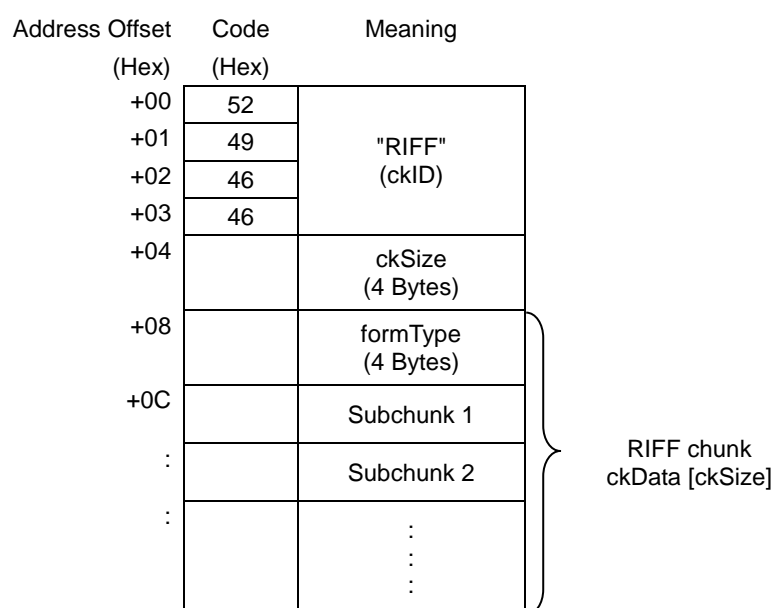 Address Offset Code Meaning
(Hex) (Hex)
+00 52
+01 49 "RIFF"
+02 46 (ckID)
+03 46
+04 ckSize
(4 Bytes)
+08 formType
(4 Bytes)
+0C Subchunk 1
: Subchunk 2
RIFF chunk
ckData [ckSize]
: :
:
: